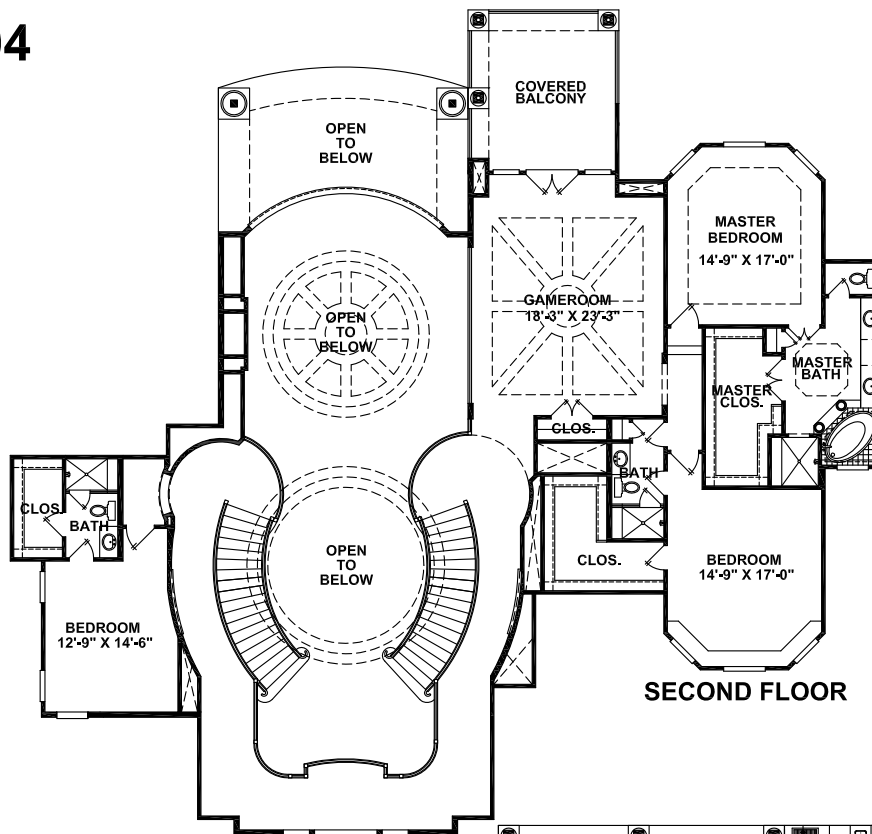 04
COVERED
BALCONY
OPEN
TO
BELOW
MASTER
BEDROOM
14'-9" X 17'-0"
GAMEROOM
18'-3" X 23'-3"
OPEN
TO
BELOW
MASTER
BATH
MASTER
CLOS.
CLOS.
BATH
CLOS.
BATH
OPEN
TO
BELOW
CLOS.
BEDROOM
14'-9" X 17'-0"
BEDROOM
12'-9" X 14'-6"
SECOND FLOOR